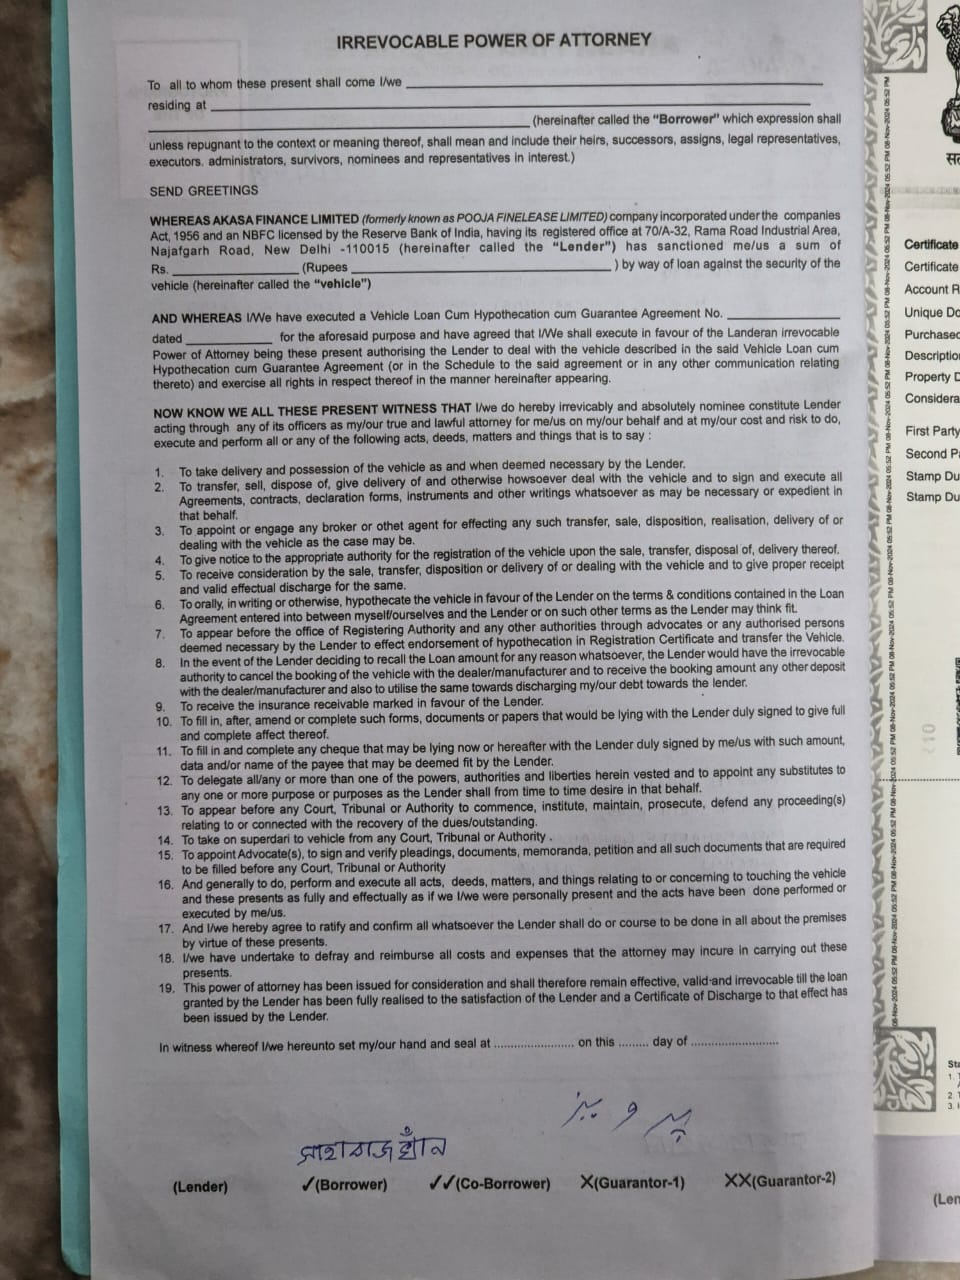 IRREVOCABLE POWER OF ATTORNEY
To all to whom these present shall come I/we
residing at
(hereinafter called the "Borrower" which expression shall
unless repugnant to the context or meaning thereof, shall mean and include their heirs, successors, assigns, legal representatives,
executors. administrators, survivors, nominees and representatives in interest.)
SEND GREETINGS
WHEREAS AKASA FINANCE LIMITED (formerly known as POOJA FINELEASE LIMITED) company incorporated under the companies
Act, 1956 and an NBFC licensed by the Reserve Bank of India, having its registered office at 70/A-32, Rama Road Industrial Area,
Najafgarh Road, New Delhi -110015 (hereinafter called the "Lender") has sanctioned me/us a sum of
Rs. (Rupees ) by way of loan against the security of the
vehicle (hereinafter called the "vehicle")
AND WHEREAS I/We have executed a Vehicle Loan Cum Hypothecation cum Guarantee Agreement No.
dated for the aforesaid purpose and have agreed that I/We shall execute in favour of the Landeran irrevocable
Power of Attorney being these present authorising the Lender to deal with the vehicle described in the said Vehicle Loan cum
Hypothecation cum Guarantee Agreement (or in the Schedule to the said agreement or in any other communication relating
thereto) and exercise all rights in respect thereof in the manner hereinafter appearing.
NOW KNOW WE ALL THESE PRESENT WITNESS THAT I/we do hereby irrevicably and absolutely nominee constitute Lender
acting through any of its officers as my/our true and lawful attorney for me/us on my/our behalf and at my/our cost and risk to do,
execute and perform all or any of the following acts, deeds, matters and things that is to say :
1. To take delivery and possession of the vehicle as and when deemed necessary by the Lender.
2. To transfer, sell, dispose of, give delivery of and otherwise howsoever deal with the vehicle and to sign and execute all
Agreements, contracts, declaration forms, instruments and other writings whatsoever as may be necessary or expedient in
that behalf.
3. To appoint or engage any broker or othet agent for effecting any such transfer, sale, disposition, realisation, delivery of or
dealing with the vehicle as the case may be.
4. To give notice to the appropriate authority for the registration of the vehicle upon the sale, transfer, disposal of, delivery thereof.
5. To receive consideration by the sale, transfer, disposition or delivery of or dealing with the vehicle and to give proper receipt
and valid effectual discharge for the same.
6. To orally, in writing or otherwise, hypothecate the vehicle in favour of the Lender on the terms & conditions contained in the Loan
Agreement entered into between myself/ourselves and the Lender or on such other terms as the Lender may think fit.
7. To appear before the office of Registering Authority and any other authorities through advocates or any authorised persons
deemed necessary by the Lender to effect endorsement of hypothecation in Registration Certificate and transfer the Vehicle.
8. In the event of the Lender deciding to recall the Loan amount for any reason whatsoever, the Lender would have the irrevocable
authority to cancel the booking of the vehicle with the dealer/manufacturer and to receive the booking amount any other deposit
with the dealer/manufacturer and also to utilise the same towards discharging my/our debt towards the lender.
9. To receive the insurance receivable marked in favour of the Lender.
10. To fill in, after, amend or complete such forms, documents or papers that would be lying with the Lender duly signed to give full
and complete affect thereof.
11. To fill in and complete any cheque that may be lying now or hereafter with the Lender duly signed by me/us with such amount,
data and/or name of the payee that may be deemed fit by the Lender.
12. To delegate all/any or more than one of the powers, authorities and liberties herein vested and to appoint any substitutes to
any one or more purpose or purposes as the Lender shall from time to time desire in that behalf.
13. To appear before any Court, Tribunal or Authority to commence, institute, maintain, prosecute, defend any proceeding(s)
relating to or connected with the recovery of the dues/outstanding.
14. To take on superdari to vehicle from any Court, Tribunal or Authority .
15. To appoint Advocate(s), to sign and verify pleadings, documents, memoranda, petition and all such documents that are required
to be filled before any Court, Tribunal or Authority
16. And generally to do, perform and execute all acts, deeds, matters, and things relating to or concerning to touching the vehicle
and these presents as fully and effectually as if we I/we were personally present and the acts have been done performed or
executed by me/us.
17. And I/we hereby agree to ratify and confirm all whatsoever the Lender shall do or course to be done in all about the premises
by virtue of these presents.
18. I/we have undertake to defray and reimburse all costs and expenses that the attorney may incure in carrying out these
presents.
19. This power of attorney has been issued for consideration and shall therefore remain effective, valid and irrevocable till the loan
granted by the Lender has been fully realised to the satisfaction of the Lender and a Certificate of Discharge to that effect has
been issued by the Lender.
In witness whereof I/we hereunto set my/our hand and seal at ........................ on this ......... day of ..........................
(Lender) ✓(Borrower) ✓✓(Co-Borrower) X(Guarantor-1) XX(Guarantor-2)
08-Nov-2024 05:52 PM
Certificate
Certificate
Account R
Unique Do
Purchased
Description
Property D
Considera
First Party
Second Pa
Stamp Du
Stamp Du
(Len